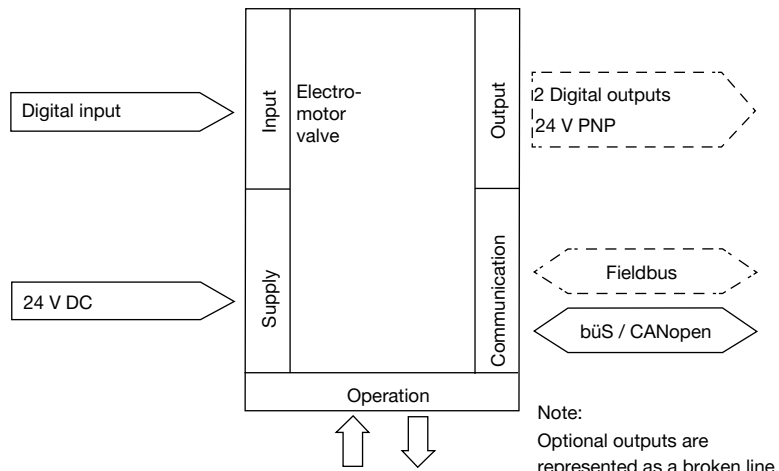 Digital input
24 V DC
Input
Supply
Electro-
motor
valve
Output
Communication
Operation
2 Digital outputs
24 V PNP
Fieldbus
büS / CANopen
Note:
Optional outputs are
represented as a broken line